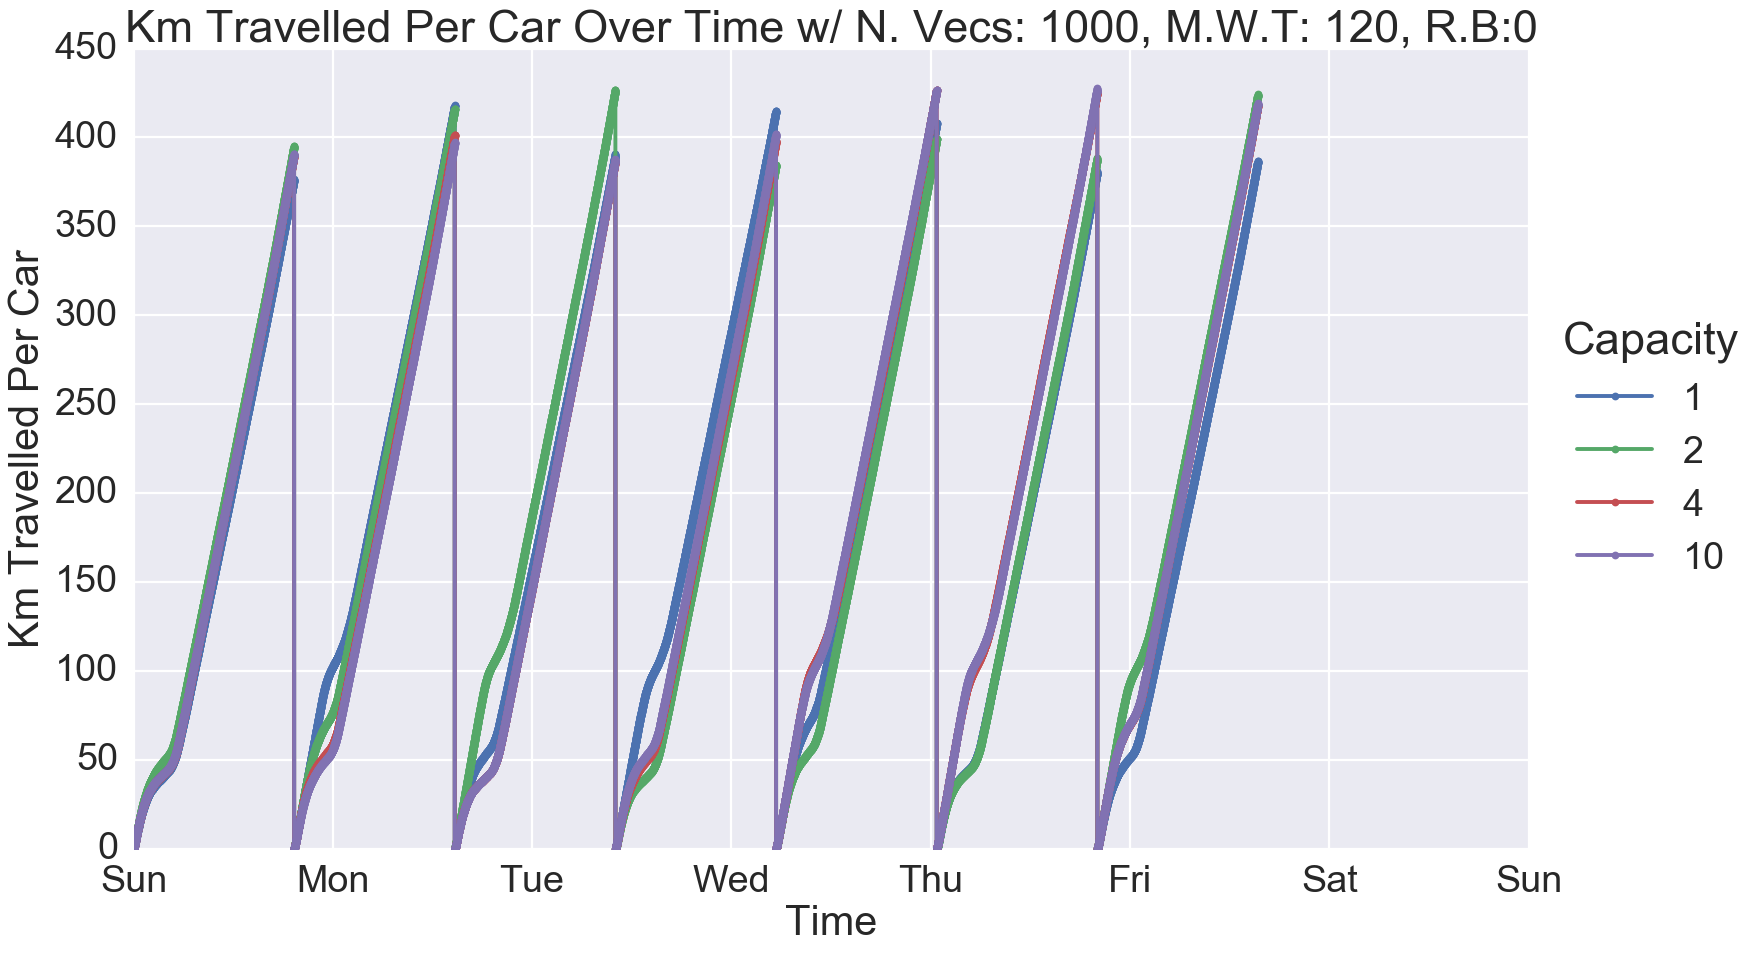 Km Travelled Per Car Over Time w/ N. Vecs: 1000, M.W.T: 120, R.B:0
Km Travelled Per Car
450
400
350
300
250
200
150
100
50
0
Sun Mon Tue Wed Thu Fri Sat Sun
Time
Capacity
1
2
4
10